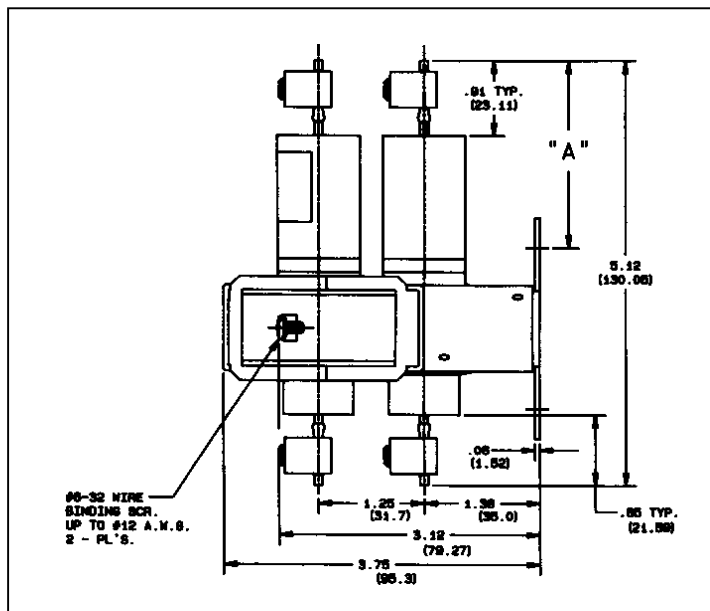 .91 TYP.
(23.11)
"A"
5.12
(130.05)
.06
(1.52)
#6-32 WIRE
BINDING SCR.
UP TO #12 A.W.G.
2 - PL'S.
1.25
(31.7)
1.38
(35.0)
.85 TYP.
(21.59)
3.12
(79.27)
3.75
(95.3)